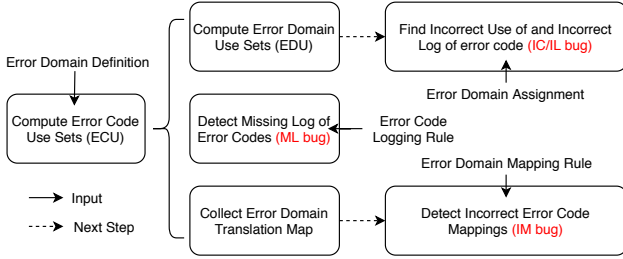 Error Domain Definition
Compute Error Code
Use Sets (ECU)
Input
Next Step
Compute Error Domain
Use Sets (EDU)
Find Incorrect Use of and Incorrect
Log of error code (IC/IL bug)
Error Domain Assignment
Detect Missing Log of
Error Codes (ML bug)
Error Code
Logging Rule
Error Domain Mapping Rule
Collect Error Domain
Translation Map
Detect Incorrect Error Code
Mappings (IM bug)